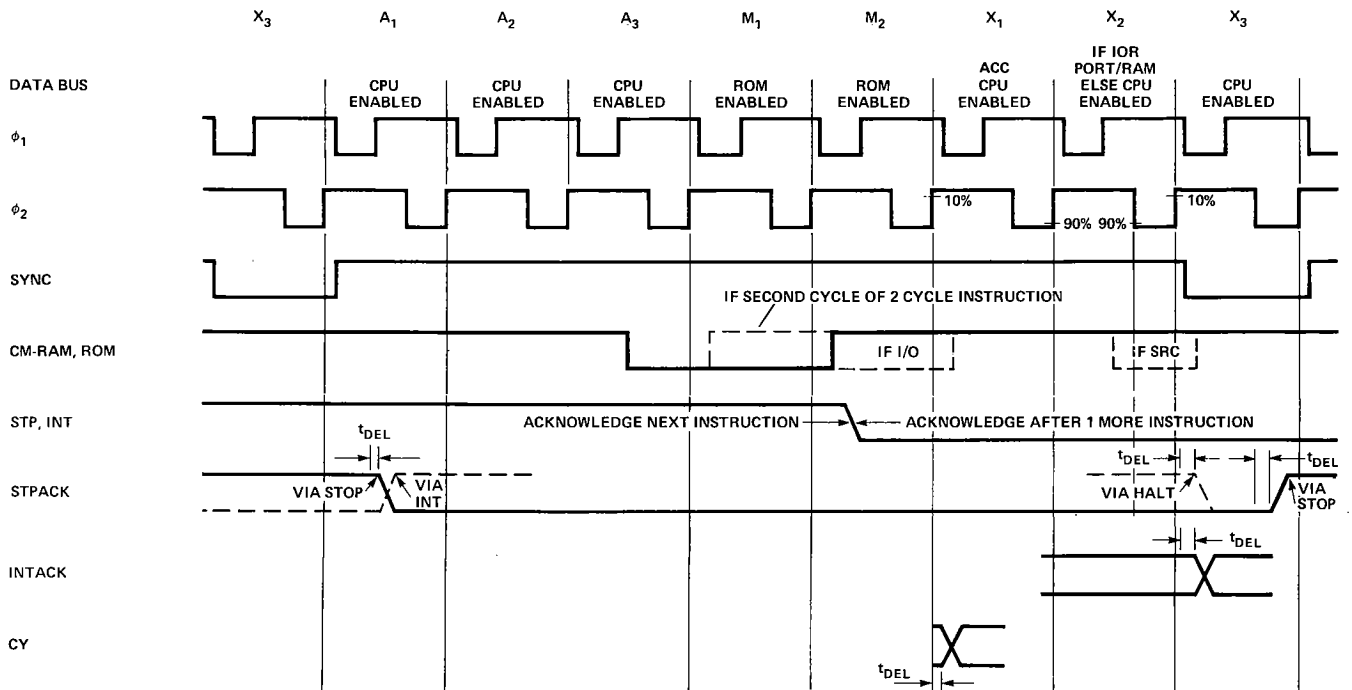 X3 A1 A2 A3 M1 M2 X1 X2 X3
DATA BUS
CPU
ENABLED
CPU
ENABLED
CPU
ENABLED
ROM
ENABLED
ROM
ENABLED
ACC
CPU
ENABLED
IF IOR
PORT/RAM
ELSE CPU
ENABLED
CPU
ENABLED
ϕ1
ϕ2
10%
90% 90%
10%
SYNC
IF SECOND CYCLE OF 2 CYCLE INSTRUCTION
CM-RAM, ROM
IF I/O
IF SRC
STP, INT
ACKNOWLEDGE NEXT INSTRUCTION
ACKNOWLEDGE AFTER 1 MORE INSTRUCTION
tDEL
tDEL
tDEL
STPACK
VIA STOP
VIA
INT
VIA HALT
VIA
STOP
tDEL
INTACK
CY
tDEL